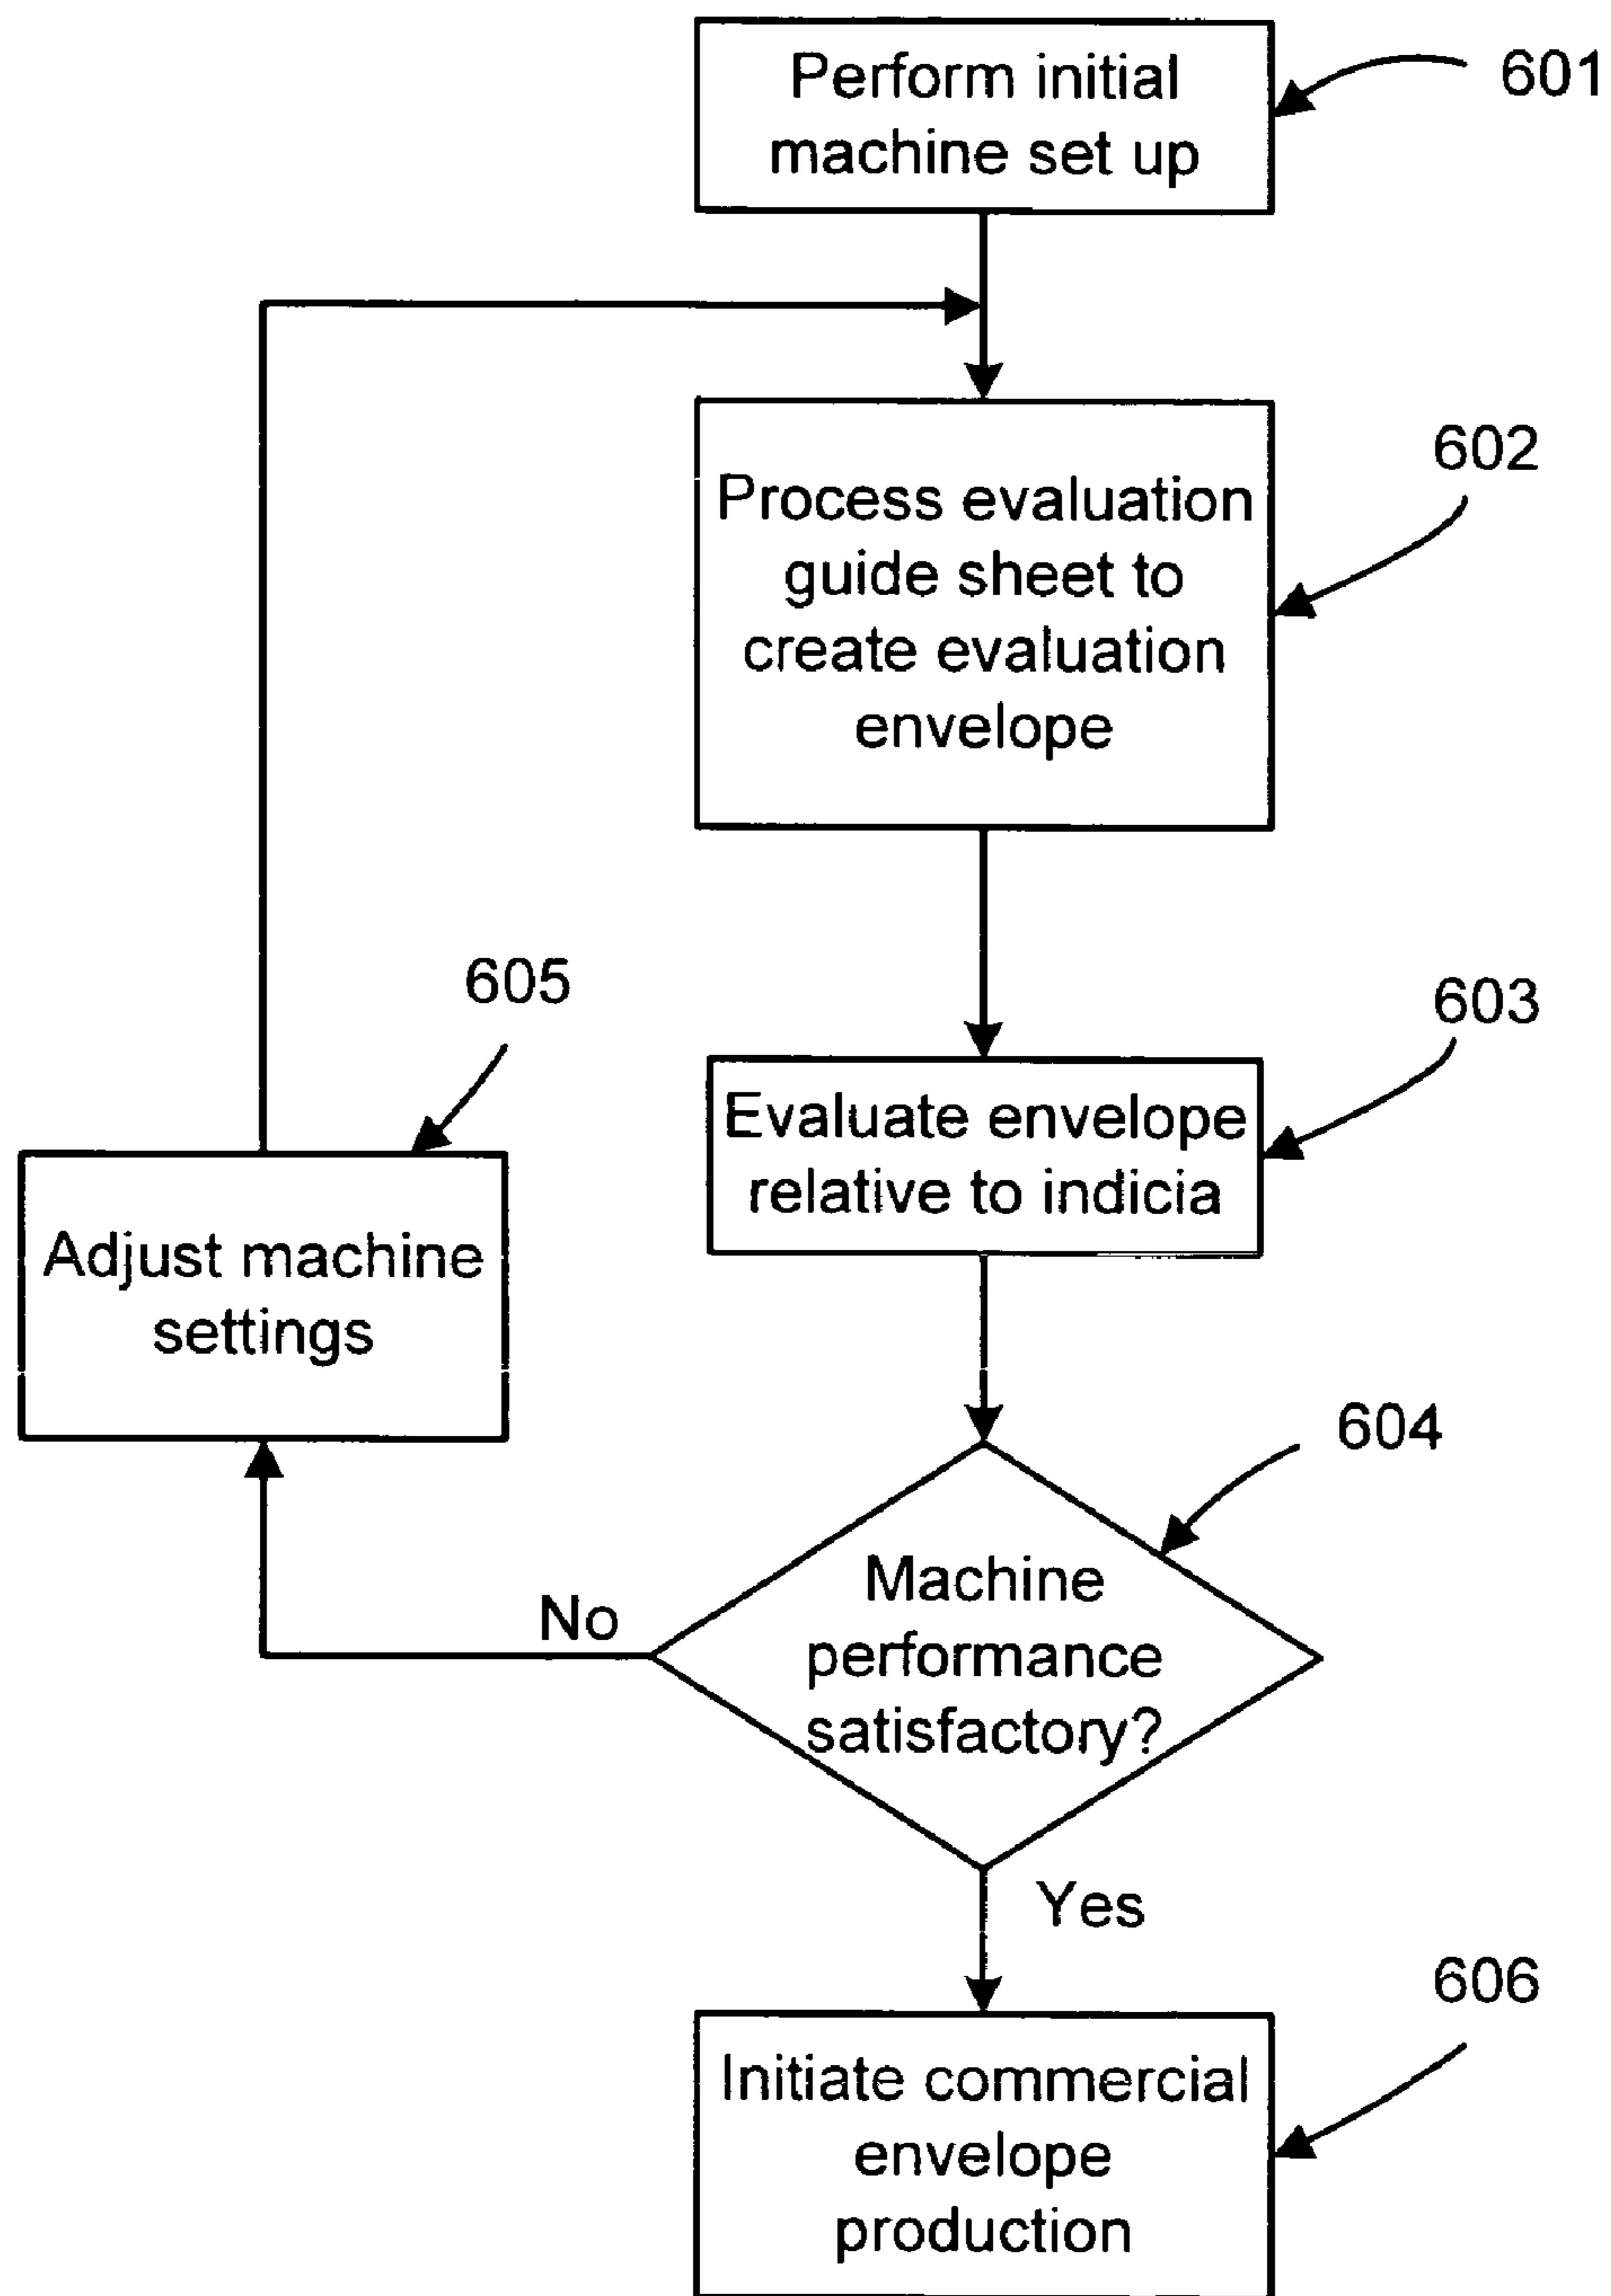 Perform initial
machine set up
601
602
Process evaluation
guide sheet to
create evaluation
envelope
605
603
Evaluate envelope
relative to indicia
Adjust machine
settings
604
Machine
performance
satisfactory?
No
Yes
606
Initiate commercial
envelope
production